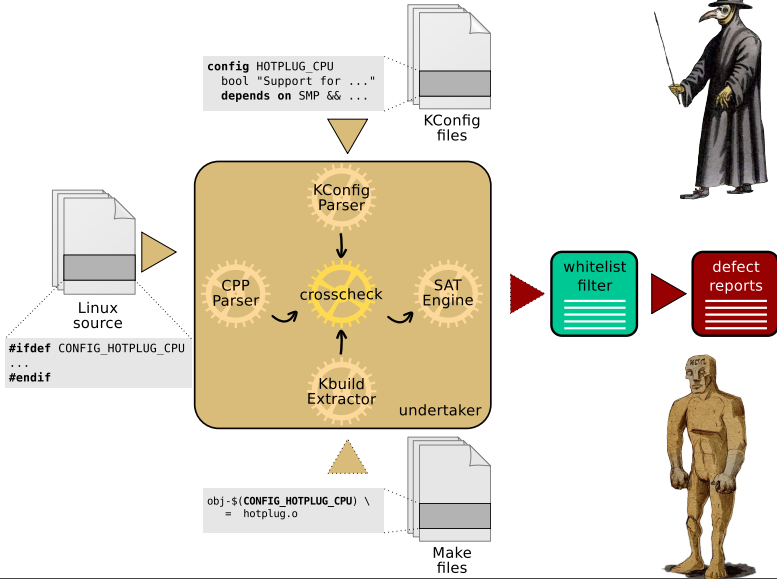 config HOTPLUG_CPU
bool "Support for ..."
depends on SMP && ...
KConfig
files
KConfig
Parser
CPP
Parser
crosscheck
SAT
Engine
Kbuild
Extractor
undertaker
Linux
source
#ifdef CONFIG_HOTPLUG_CPU
...
#endif
whitelist
filter
defect
reports
obj-$(CONFIG_HOTPLUG_CPU) \
= hotplug.o
Make
files